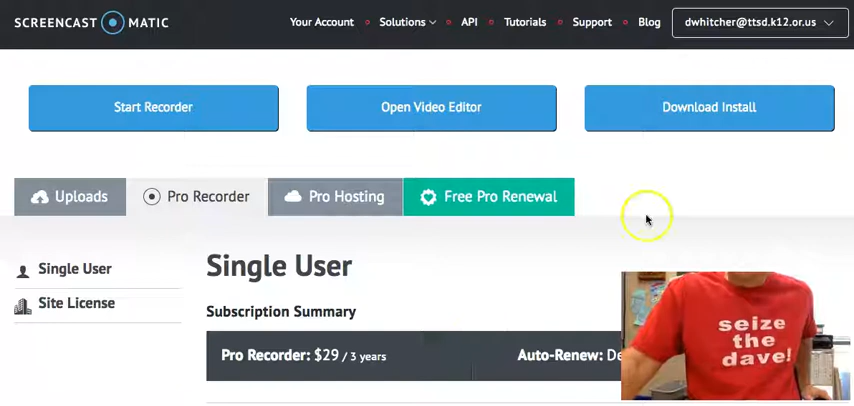 SCREENCAST MATIC
Your Account Solutions API Tutorials Support Blog dwhitcher@ttsd.k12.or.us
Start Recorder Open Video Editor Download Install
Uploads Pro Recorder Pro Hosting Free Pro Renewal
Single User
Site License
Single User
Subscription Summary
Pro Recorder: $29 / 3 years Auto-Renew: De
seize
the
dave!